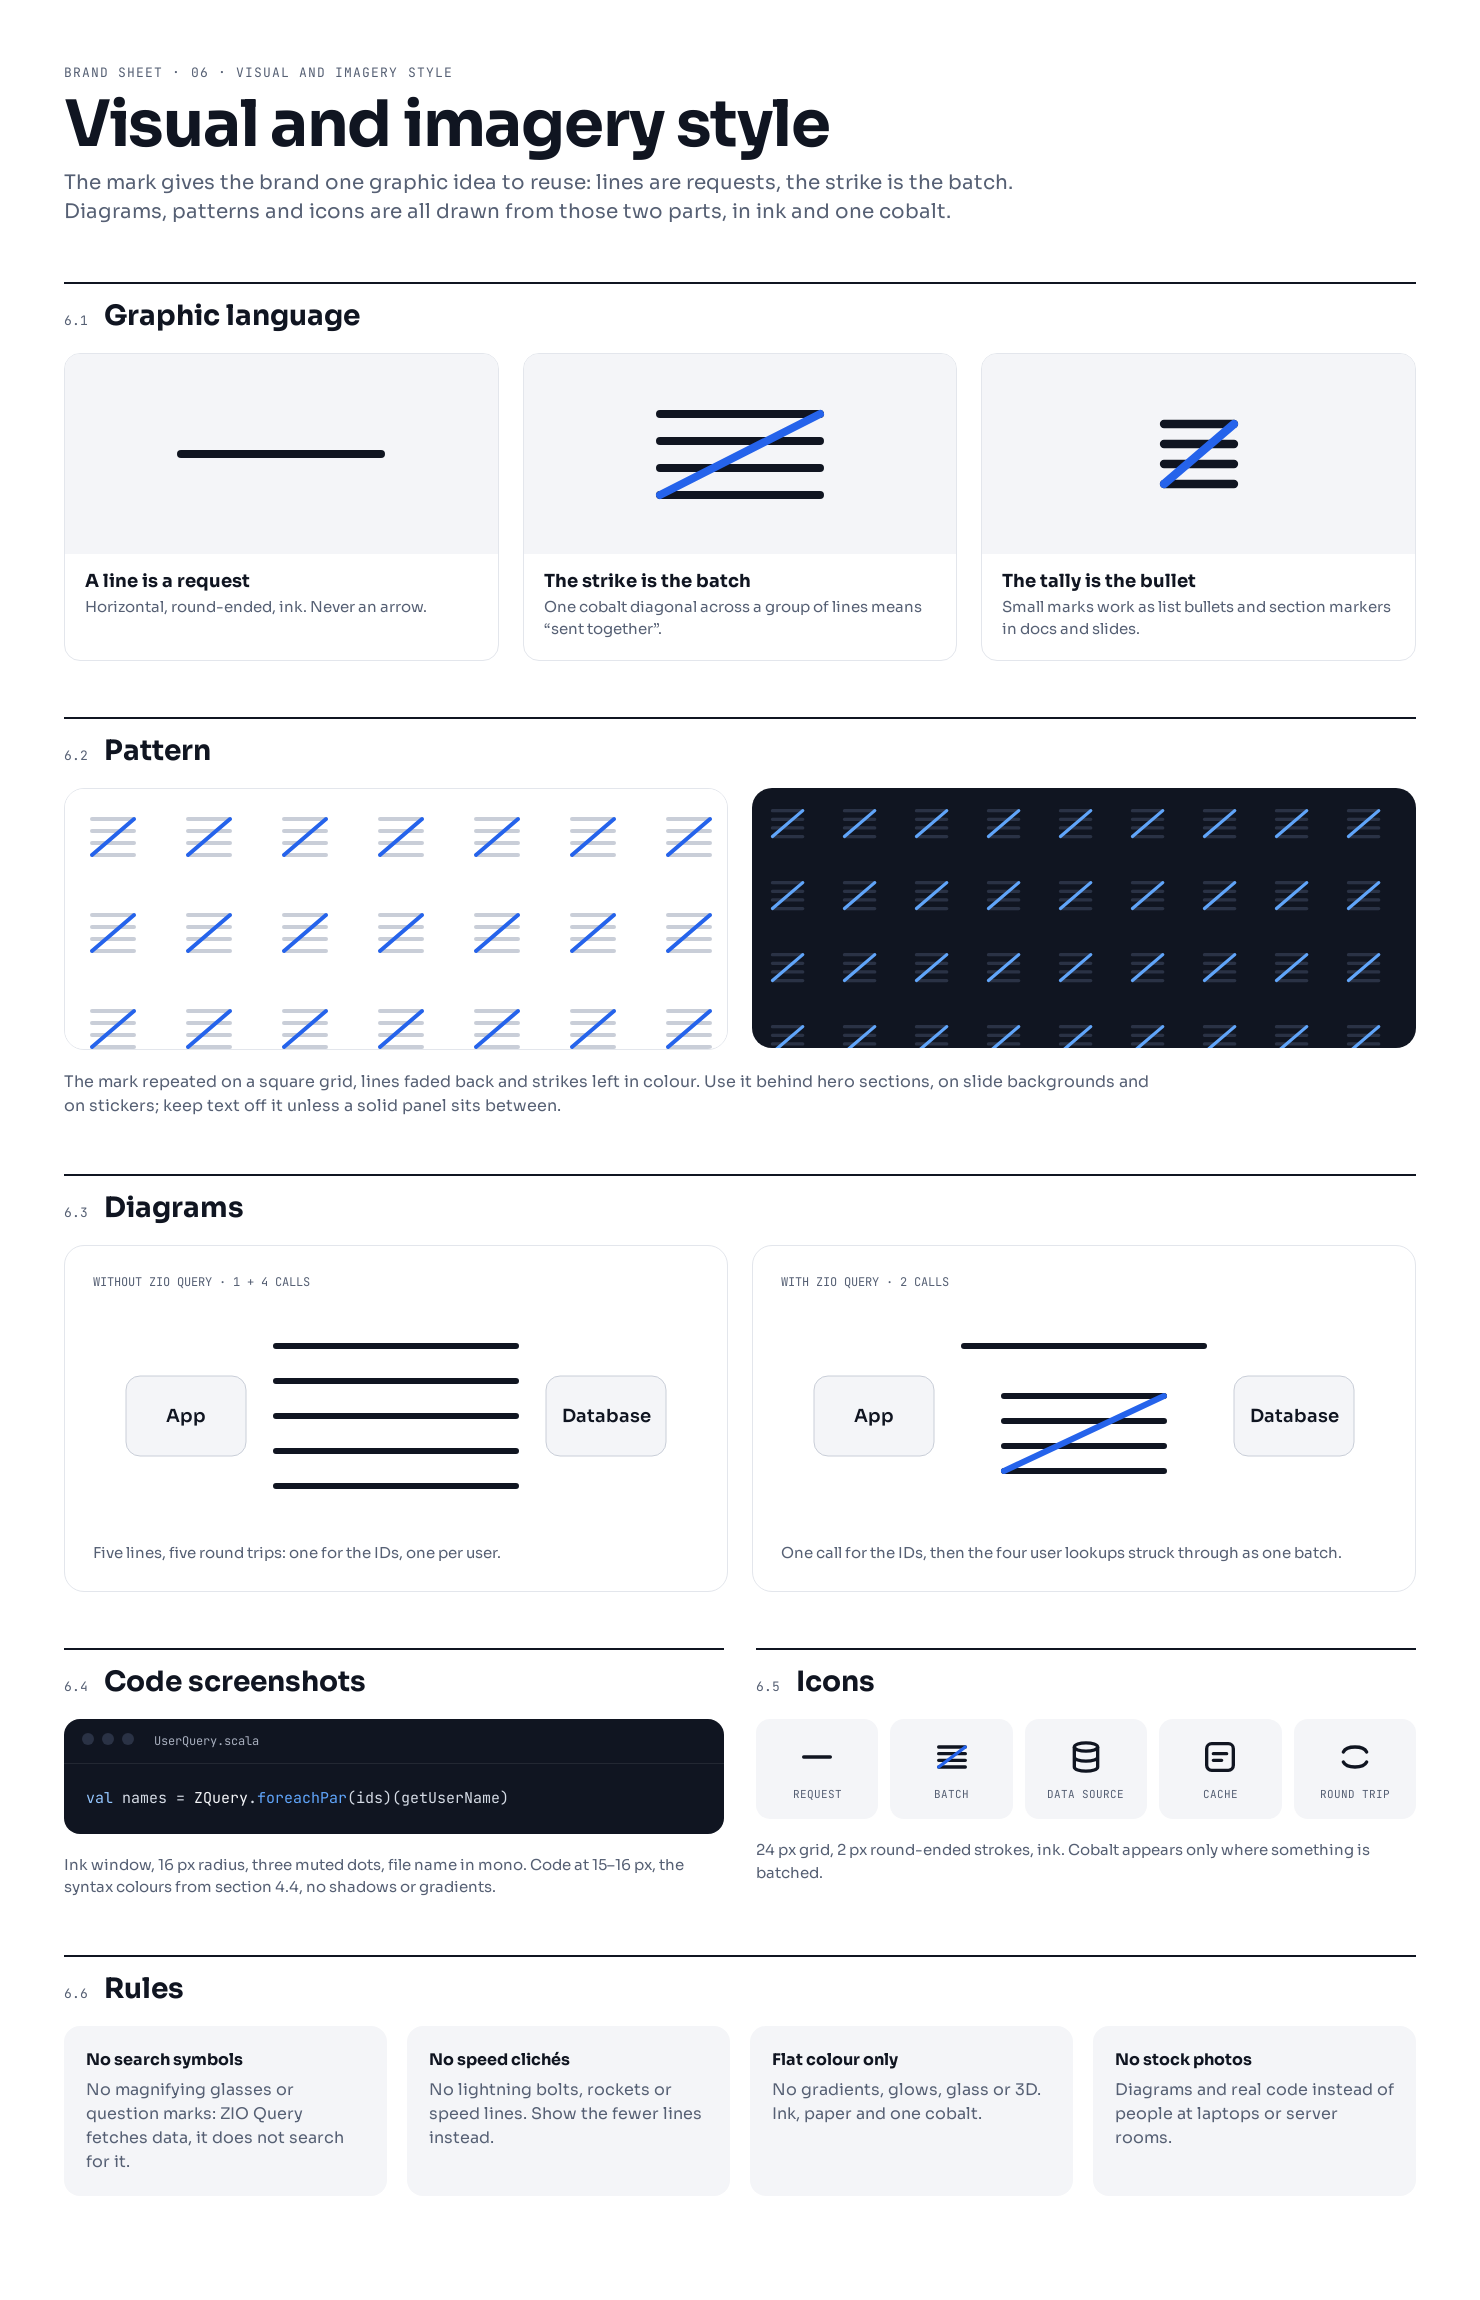 BRAND SHEET · 06 · VISUAL AND IMAGERY STYLE
Visual and imagery style
The mark gives the brand one graphic idea to reuse: lines are requests, the strike is the batch.
Diagrams, patterns and icons are all drawn from those two parts, in ink and one cobalt.
6.1 Graphic language
A line is a request
Horizontal, round-ended, ink. Never an arrow.
The strike is the batch
One cobalt diagonal across a group of lines means
“sent together”.
The tally is the bullet
Small marks work as list bullets and section markers
in docs and slides.
6.2 Pattern
The mark repeated on a square grid, lines faded back and strikes left in colour. Use it behind hero sections, on slide backgrounds and
on stickers; keep text off it unless a solid panel sits between.
6.3 Diagrams
WITHOUT ZIO QUERY · 1 + 4 CALLS
App
Database
Five lines, five round trips: one for the IDs, one per user.
WITH ZIO QUERY · 2 CALLS
App
Database
One call for the IDs, then the four user lookups struck through as one batch.
6.4 Code screenshots
UserQuery.scala
val names = ZQuery.foreachPar(ids)(getUserName)
Ink window, 16 px radius, three muted dots, file name in mono. Code at 15–16 px, the
syntax colours from section 4.4, no shadows or gradients.
6.5 Icons
REQUEST
BATCH
DATA SOURCE
CACHE
ROUND TRIP
24 px grid, 2 px round-ended strokes, ink. Cobalt appears only where something is
batched.
6.6 Rules
No search symbols
No magnifying glasses or
question marks: ZIO Query
fetches data, it does not search
for it.
No speed clichés
No lightning bolts, rockets or
speed lines. Show the fewer lines
instead.
Flat colour only
No gradients, glows, glass or 3D.
Ink, paper and one cobalt.
No stock photos
Diagrams and real code instead of
people at laptops or server
rooms.